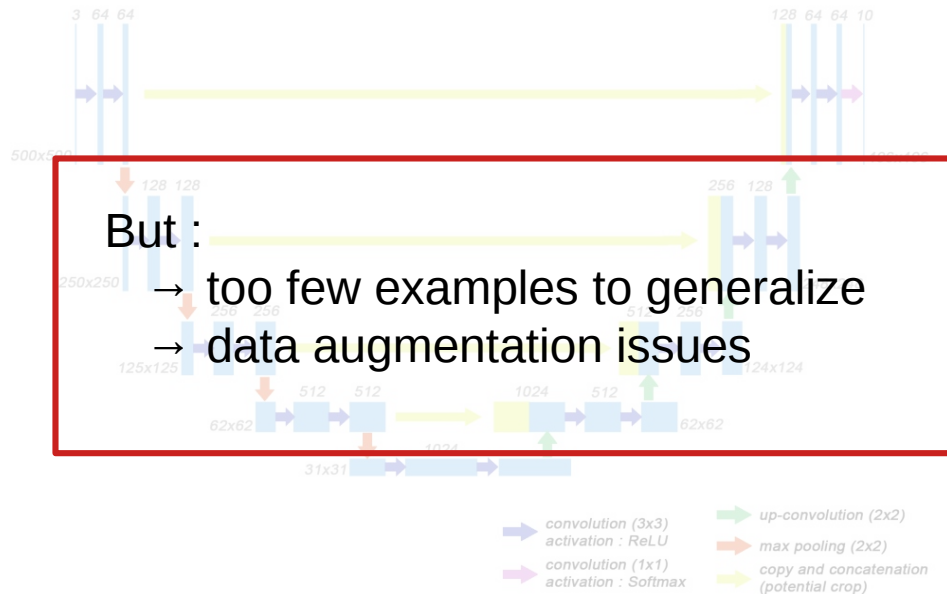 3 64 64
128 64 64 10
500x500
128 128
256 128
But :
250x250
→ too few examples to generalize
256 256
512 256
→ data augmentation issues
125x125
124x124
512 512
1024 512
62x62
62x62
1024
31x31
convolution (3x3)
activation : ReLU
convolution (1x1)
activation : Softmax
up-convolution (2x2)
max pooling (2x2)
copy and concatenation
(potential crop)